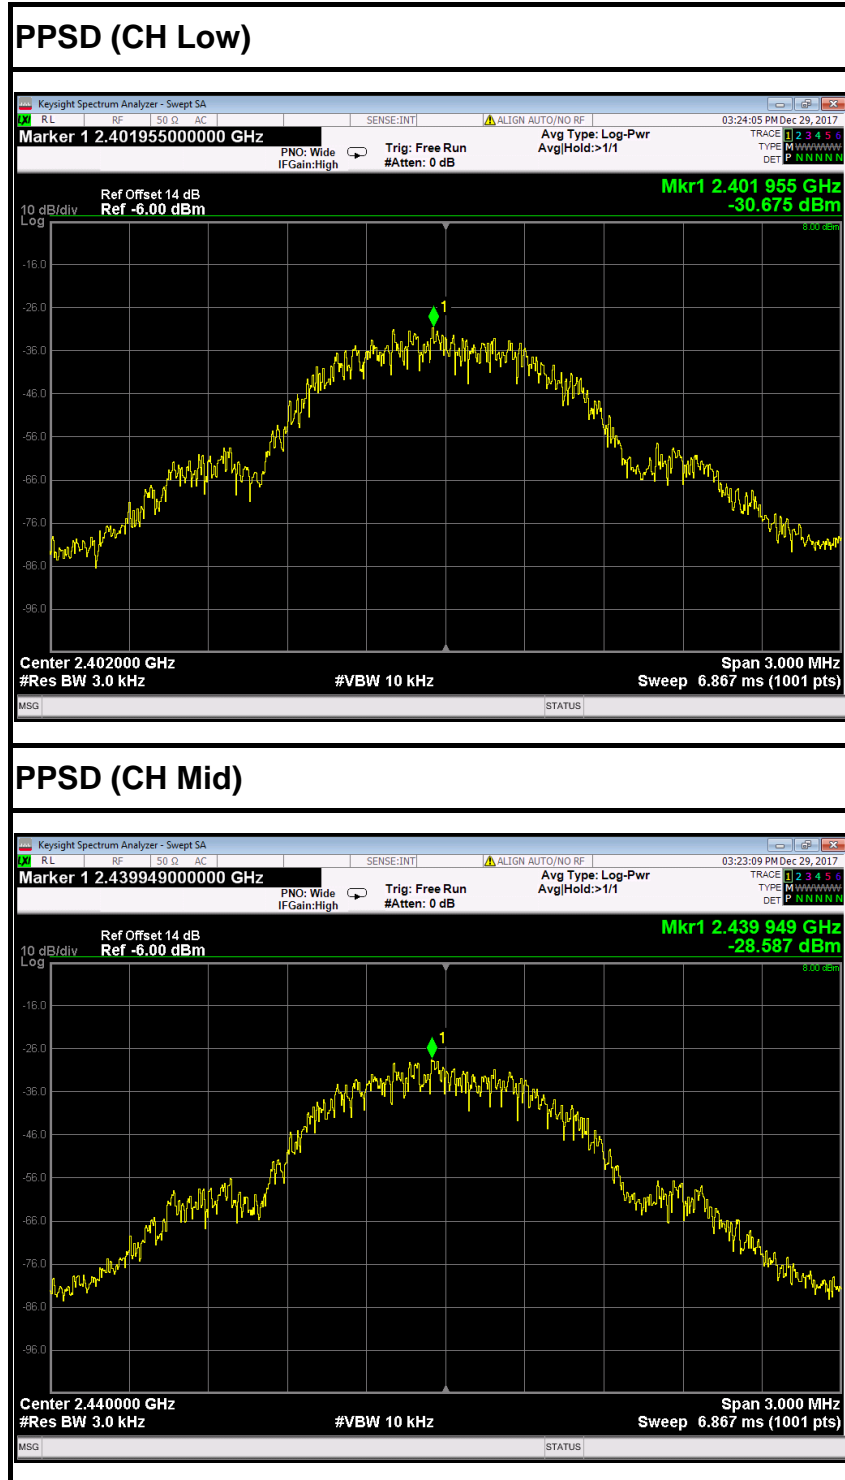 PPSD (CH Low)
Keysight Spectrum Analyzer - Swept SA
LXI RL RF 50 Ω AC SENSE:INT ALIGN AUTO/NO RF 03:24:05 PM Dec 29, 2017
Marker 1 2.401955000000 GHz Avg Type: Log-Pwr TRACE 1 2 3 4 5 6
PNO: Wide Trig: Free Run Avg|Hold:>1/1 TYPE M WWWWW
IFGain:High #Atten: 0 dB DET P N N N N N
Mkr1 2.401 955 GHz
Ref Offset 14 dB
10 dB/div Ref -6.00 dBm -30.675 dBm
Log
8.00 dBm
-16.0
-26.0
1
-36.0
-46.0
-56.0
-66.0
-76.0
-86.0
-96.0
Center 2.402000 GHz Span 3.000 MHz
#Res BW 3.0 kHz #VBW 10 kHz Sweep 6.867 ms (1001 pts)
MSG STATUS
PPSD (CH Mid)
Keysight Spectrum Analyzer - Swept SA
LXI RL RF 50 Ω AC SENSE:INT ALIGN AUTO/NO RF 03:23:09 PM Dec 29, 2017
Marker 1 2.439949000000 GHz Avg Type: Log-Pwr TRACE 1 2 3 4 5 6
PNO: Wide Trig: Free Run Avg|Hold:>1/1 TYPE M WWWWW
IFGain:High #Atten: 0 dB DET P N N N N N
Mkr1 2.439 949 GHz
Ref Offset 14 dB
10 dB/div Ref -6.00 dBm -28.587 dBm
Log
8.00 dBm
-16.0
-26.0
1
-36.0
-46.0
-56.0
-66.0
-76.0
-86.0
-96.0
Center 2.440000 GHz Span 3.000 MHz
#Res BW 3.0 kHz #VBW 10 kHz Sweep 6.867 ms (1001 pts)
MSG STATUS